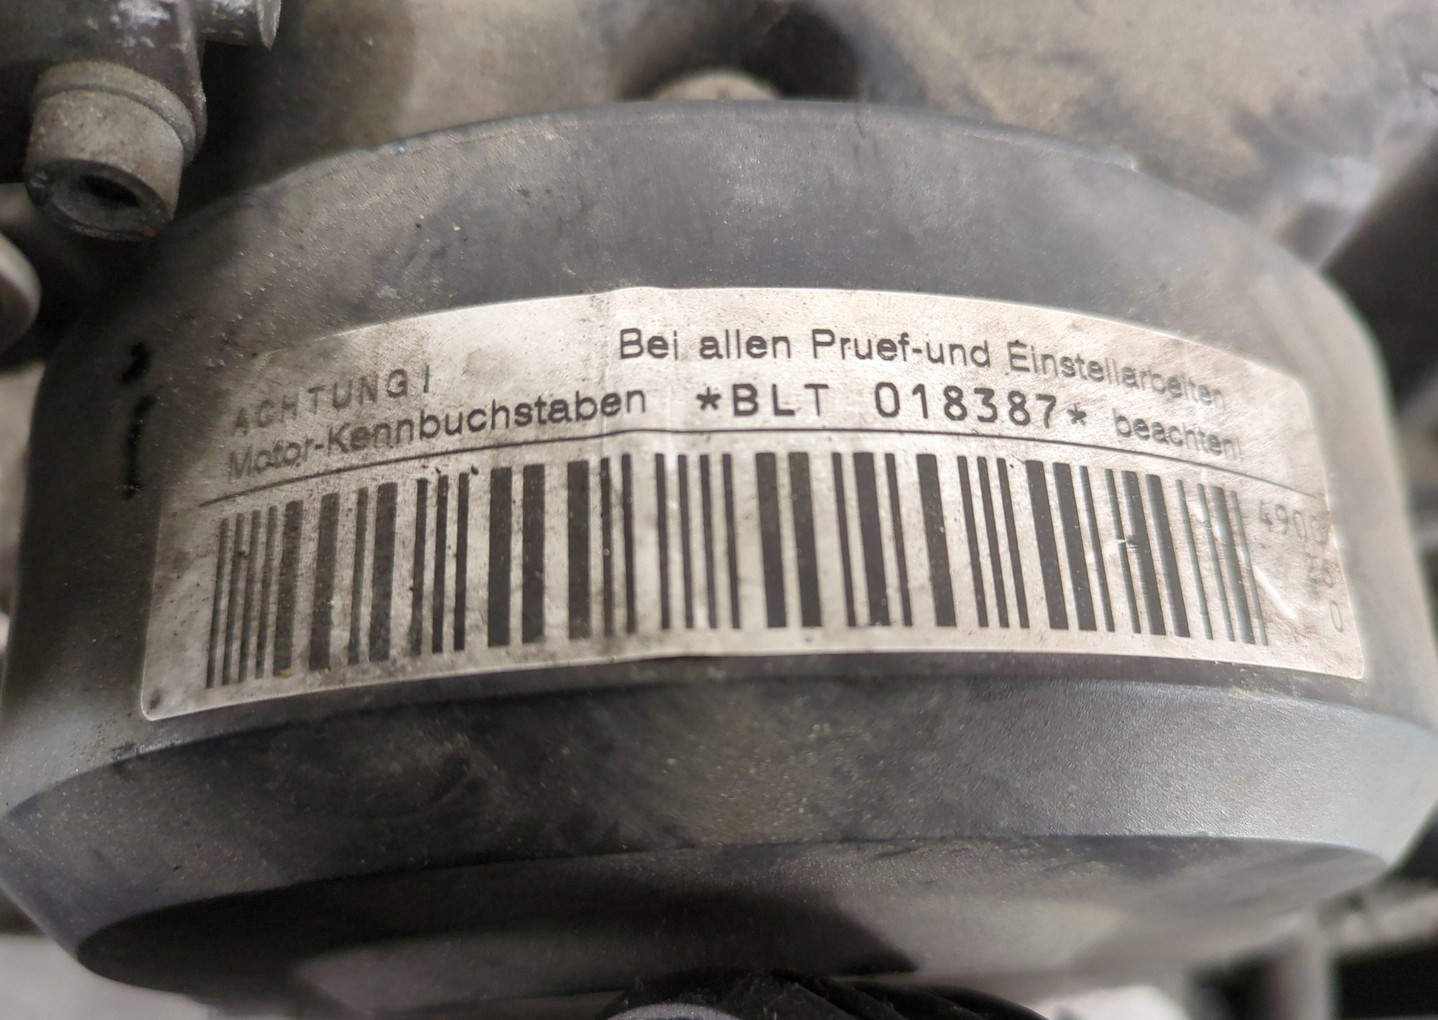 ACHTUNG! Bei allen Pruef-und Einstellarbeiten
Motor-Kennbuchstaben *BLT 018387* beachten!